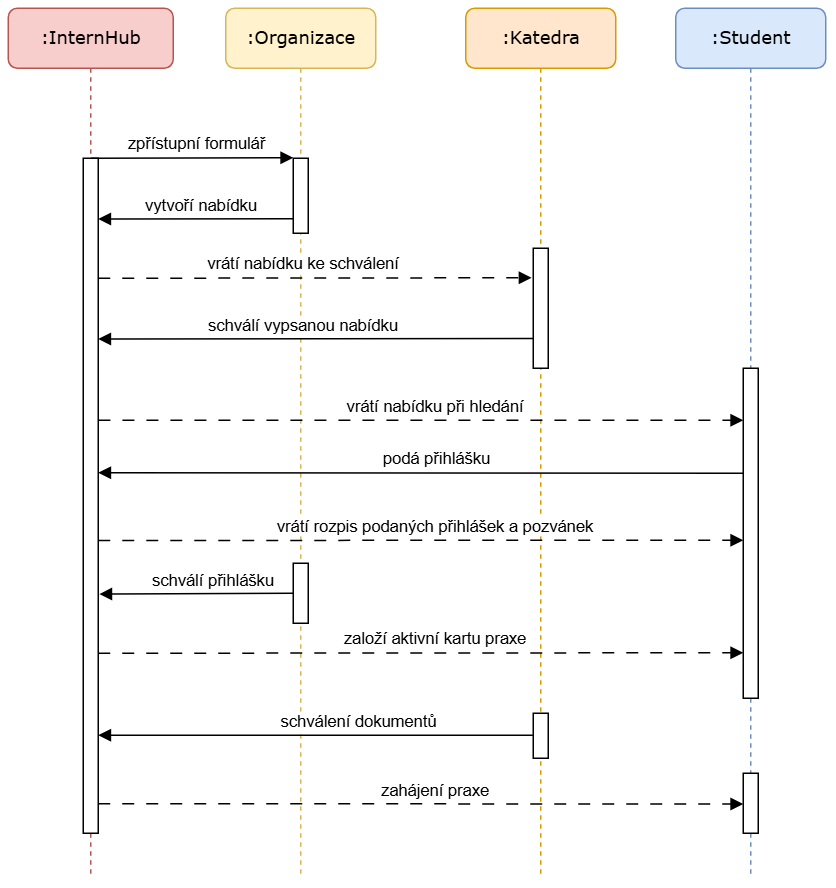 :InternHub
:Organizace
:Katedra
:Student
zpřístupní formulář
vytvoří nabídku
vrátí nabídku ke schválení
schválí vypsanou nabídku
vrátí nabídku při hledání
podá přihlášku
vrátí rozpis podaných přihlášek a pozvánek
schválí přihlášku
založí aktivní kartu praxe
schválení dokumentů
zahájení praxe